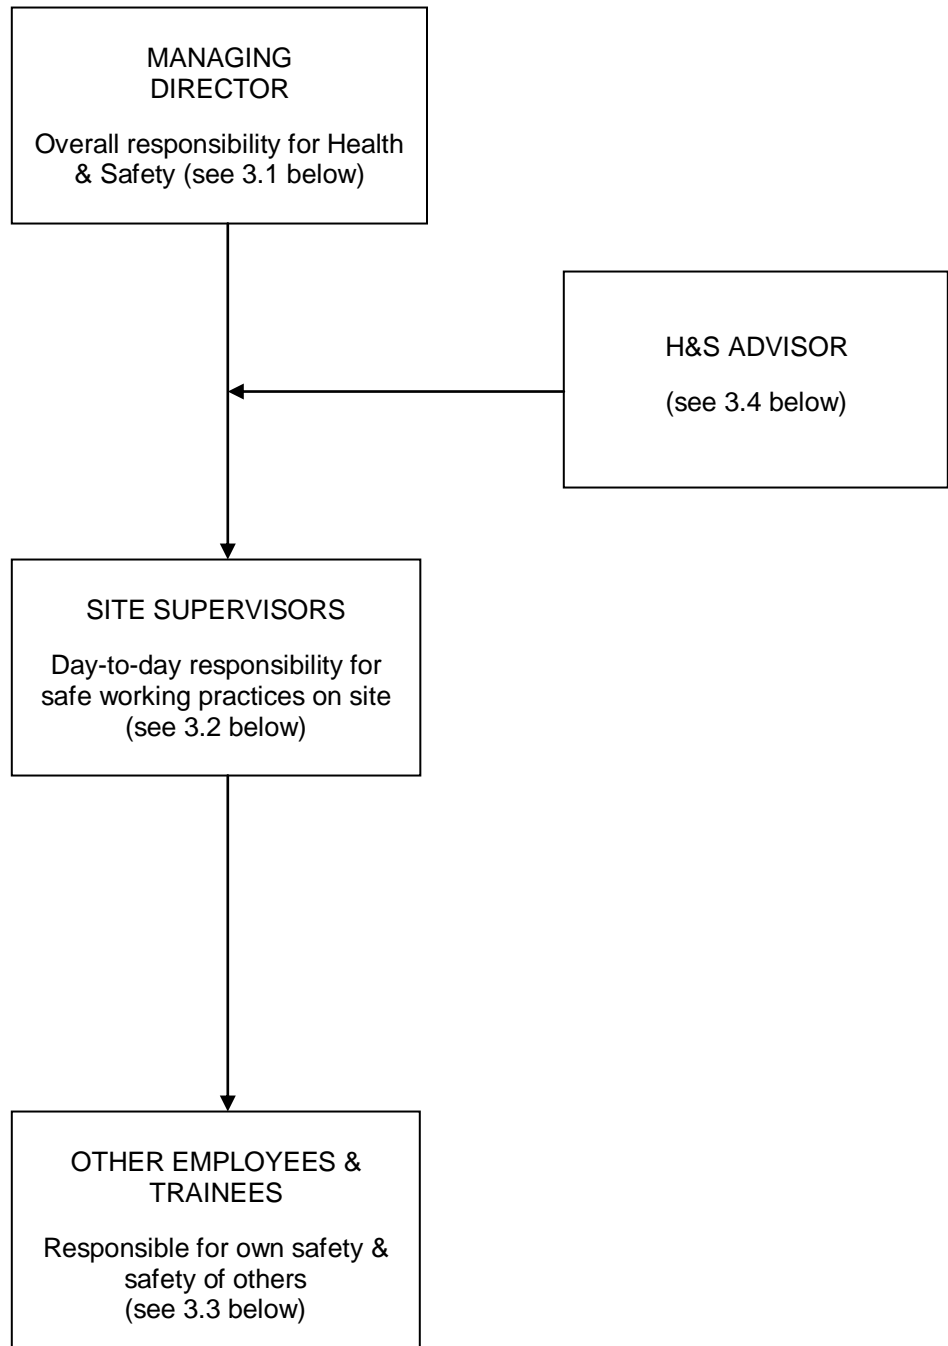 MANAGING
DIRECTOR
Overall responsibility for Health
& Safety (see 3.1 below)
H&S ADVISOR
(see 3.4 below)
SITE SUPERVISORS
Day-to-day responsibility for
safe working practices on site
(see 3.2 below)
OTHER EMPLOYEES &
TRAINEES
Responsible for own safety &
safety of others
(see 3.3 below)